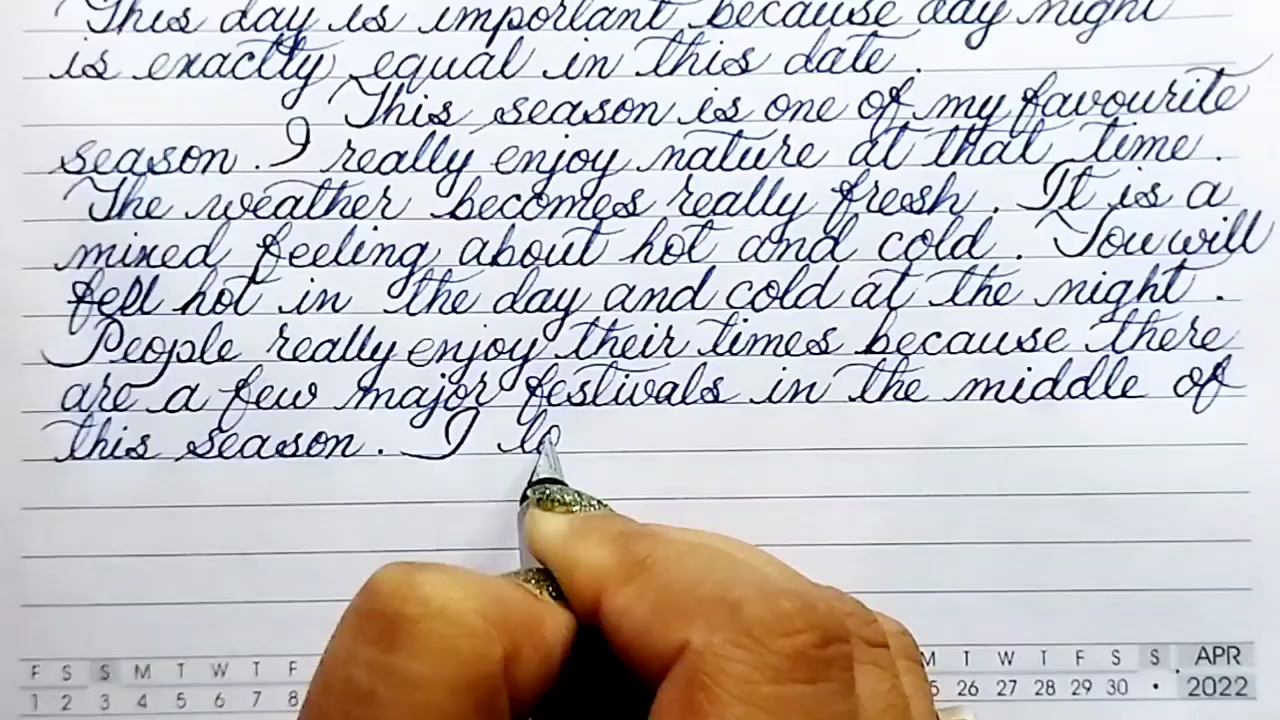 This day is important because day night
is exactly equal in this date.
This season is one of my favourite
season. I really enjoy nature at that time.
The weather becomes really fresh. It is a
mixed feeling about hot and cold. You will
fell hot in the day and cold at the night.
People really enjoy their times because there
are a few major festivals in the middle of
this season. I lo
F S S M T W T F M T W T F S S APR
1 2 3 4 5 6 7 8 5 26 27 28 29 30 • 2022